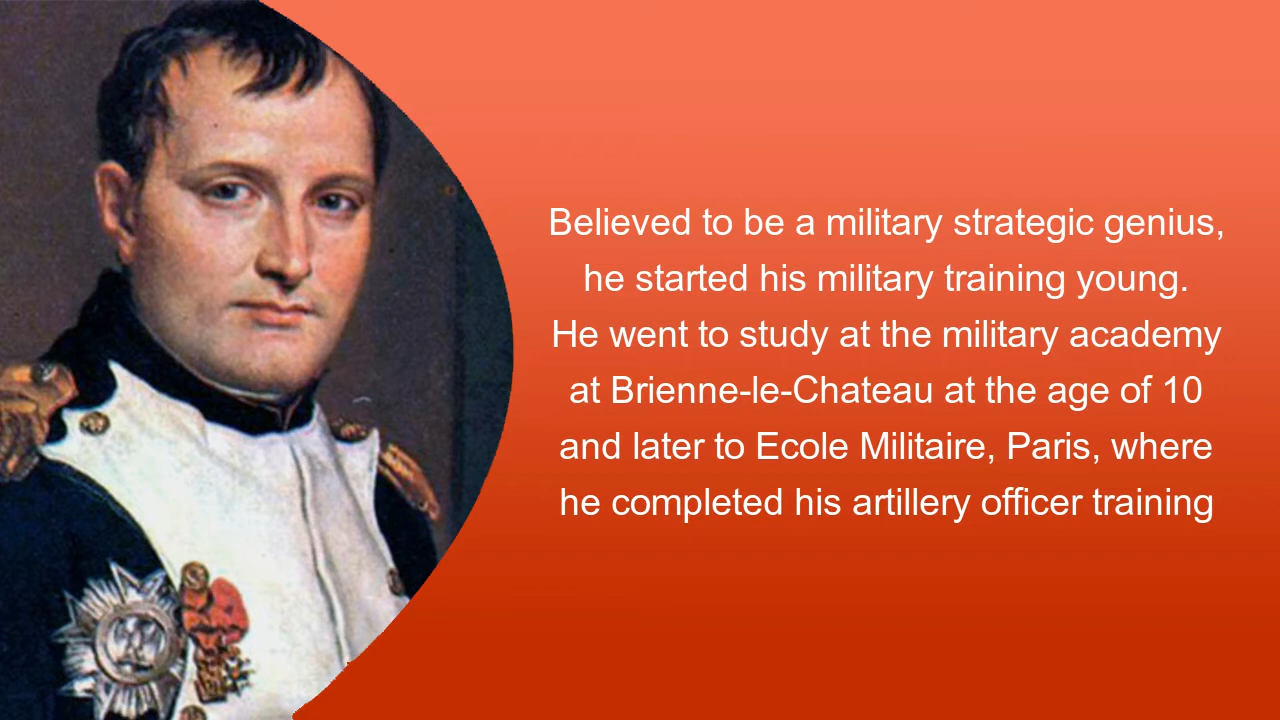 Believed to be a military strategic genius,
he started his military training young.
He went to study at the military academy
at Brienne-le-Chateau at the age of 10
and later to Ecole Militaire, Paris, where
he completed his artillery officer training